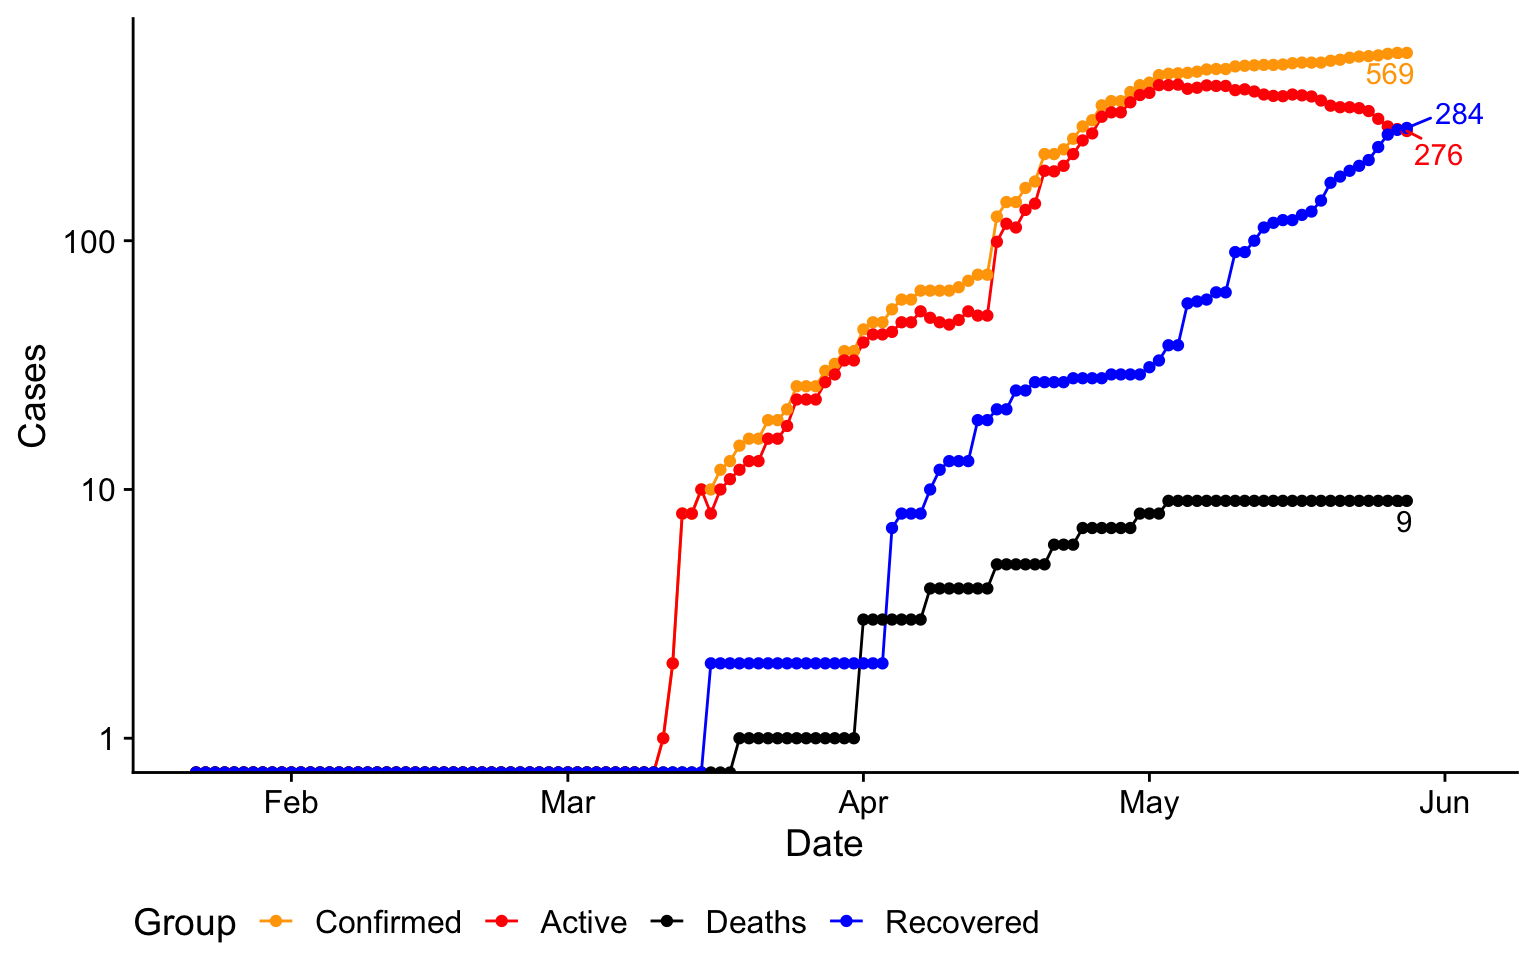 569
284
276
100
10
9
1
Cases
Feb Mar Apr May Jun
Date
Group Confirmed Active Deaths Recovered